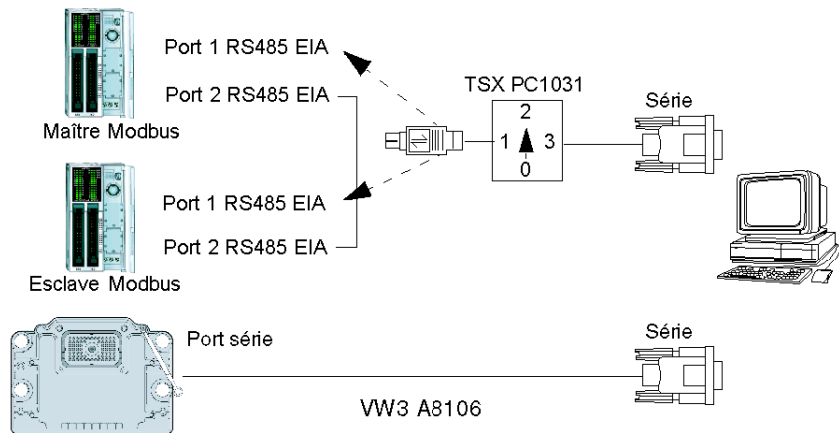 Port 1 RS485 EIA
Port 2 RS485 EIA
Maître Modbus
TSX PC1031
2
1 3
0
Série
Port 1 RS485 EIA
Port 2 RS485 EIA
Esclave Modbus
Port série
Série
VW3 A8106